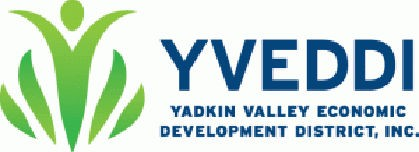 YVEDDI
YADKIN VALLEY ECONOMIC
DEVELOPMENT DISTRICT, INC.